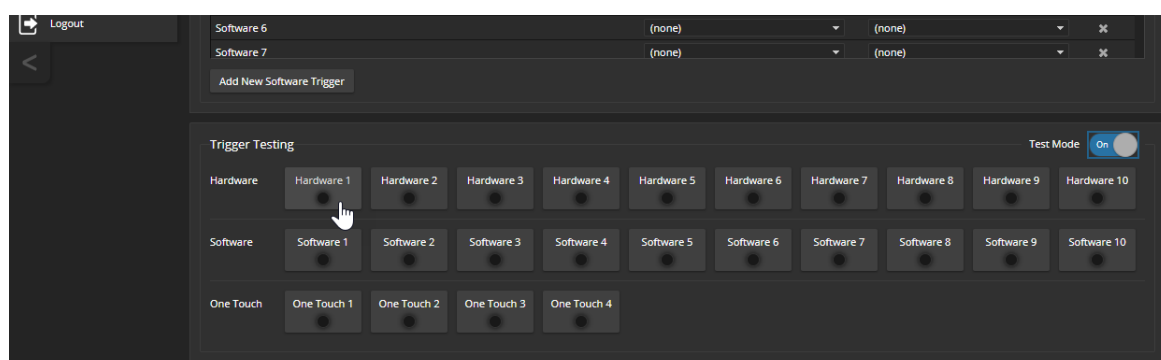 Logout
<
Software 6 (none) (none)
Software 7 (none) (none)
Add New Software Trigger
Trigger Testing Test Mode On
Hardware Hardware 1 Hardware 2 Hardware 3 Hardware 4 Hardware 5 Hardware 6 Hardware 7 Hardware 8 Hardware 9 Hardware 10
Software Software 1 Software 2 Software 3 Software 4 Software 5 Software 6 Software 7 Software 8 Software 9 Software 10
One Touch One Touch 1 One Touch 2 One Touch 3 One Touch 4